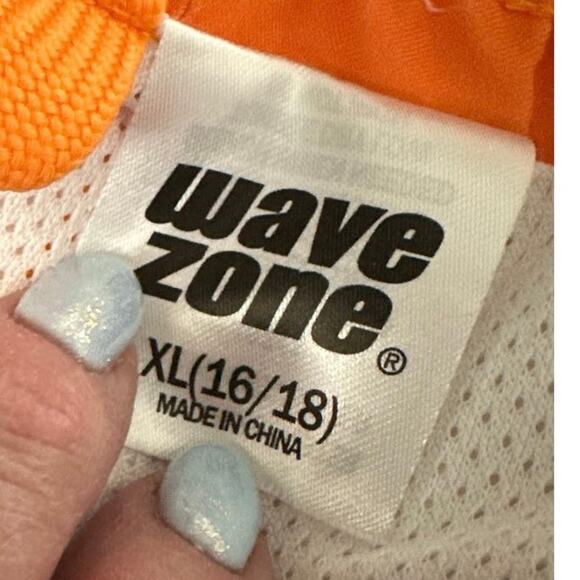 wave
zone®
XL(16/18)
MADE IN CHINA